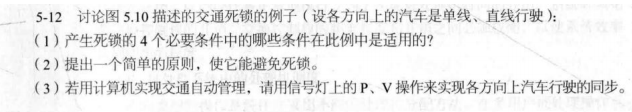 5-12 讨论图 5.10 描述的交通死锁的例子（设各方向上的汽车是单线、直线行驶）：
（1）产生死锁的 4 个必要条件中的哪些条件在此例中是适用的？
（2）提出一个简单的原则，使它能避免死锁。
（3）若用计算机实现交通自动管理，请用信号灯上的 P、V 操作来实现各方向上汽车行驶的同步。